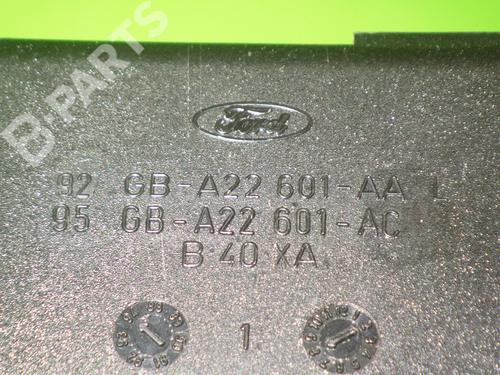 B-PARTS
Ford
92 GB-A22 601-AA L
95 GB-A22 601-AC
B 40 XA
1